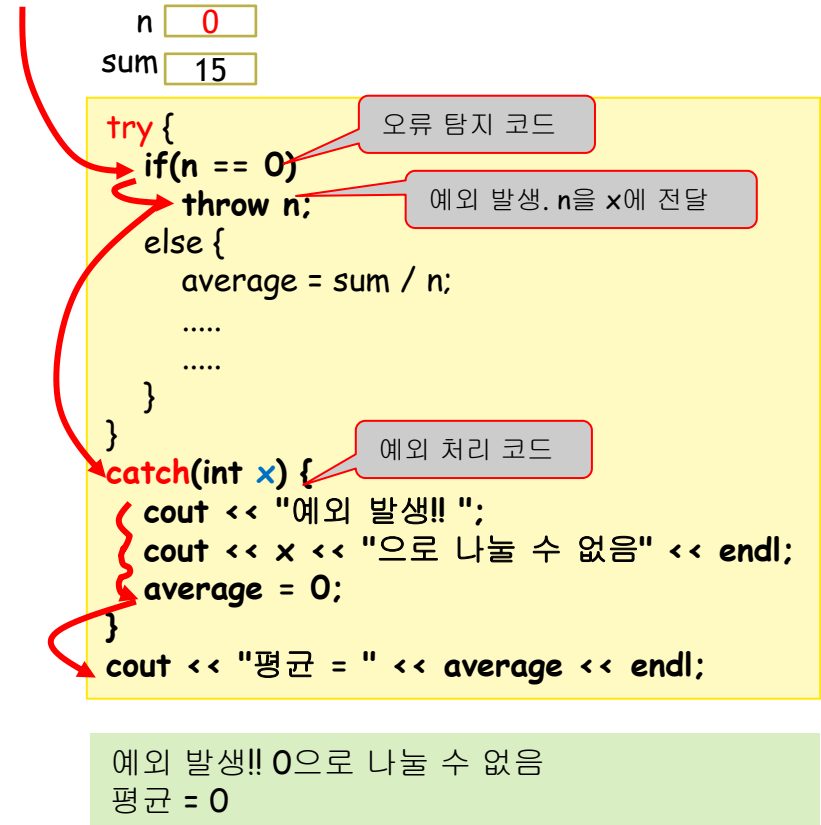 n 0
sum 15
try {
오류 탐지 코드
if(n == 0)
throw n;
예외 발생. n을 x에 전달
else {
average = sum / n;
.....
.....
}
}
예외 처리 코드
catch(int x) {
cout << "예외 발생!! ";
cout << x << "으로 나눌 수 없음" << endl;
average = 0;
}
cout << "평균 = " << average << endl;
예외 발생!! 0으로 나눌 수 없음
평균 = 0